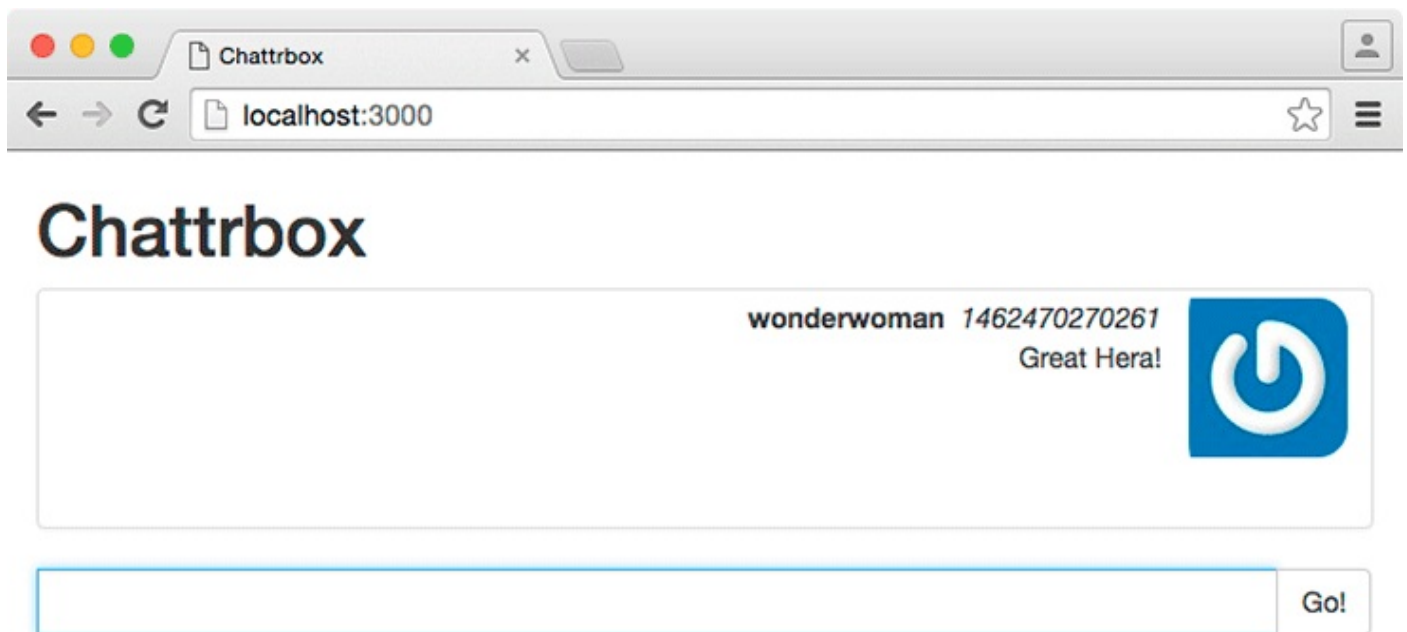 Chattrbox
localhost:3000
Chattrbox
wonderwoman 1462470270261
Great Hera!
Go!